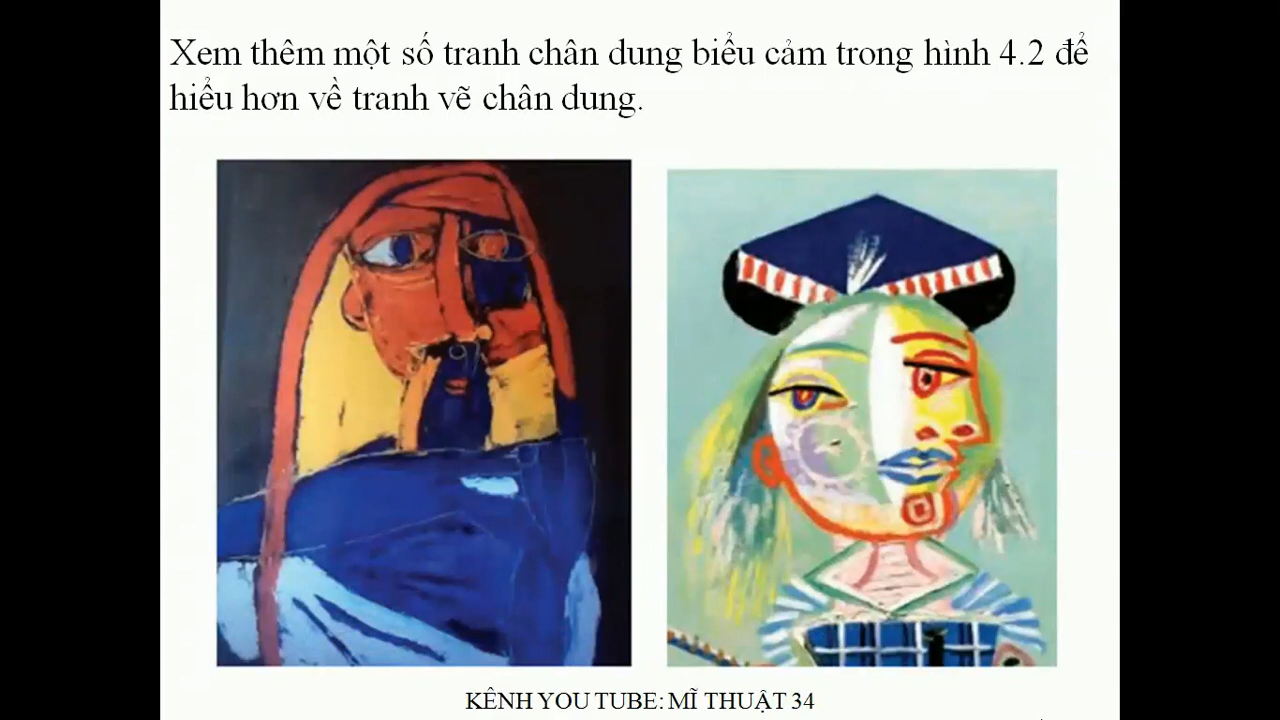 Xem thêm một số tranh chân dung biểu cảm trong hình 4.2 để
hiểu hơn về tranh vẽ chân dung.
KÊNH YOU TUBE: MĨ THUẬT 34